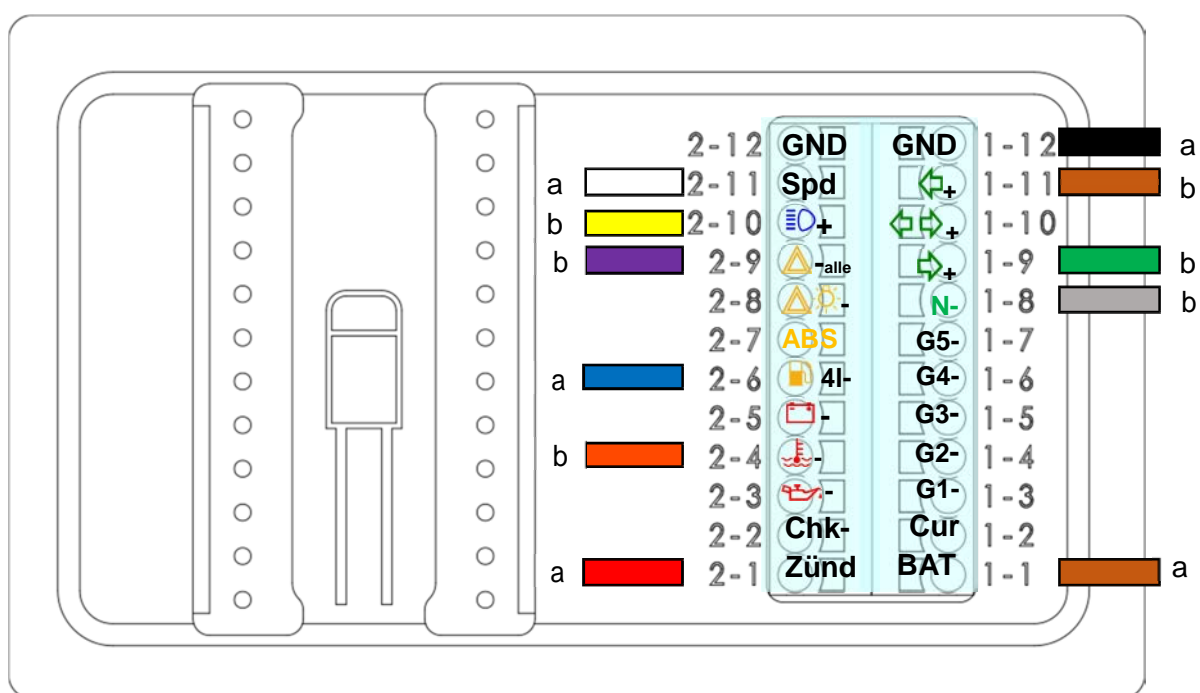 2-12 GND GND 1-12 a
a 2-11 Spd + 1-11 b
b 2-10 + + 1-10
b 2-9 -alle + 1-9 b
2-8 - N- 1-8 b
2-7 ABS G5- 1-7
a 2-6 4l- G4- 1-6
2-5 - G3- 1-5
b 2-4 - G2- 1-4
2-3 - G1- 1-3
2-2 Chk- Cur 1-2
a 2-1 Zünd BAT 1-1 a